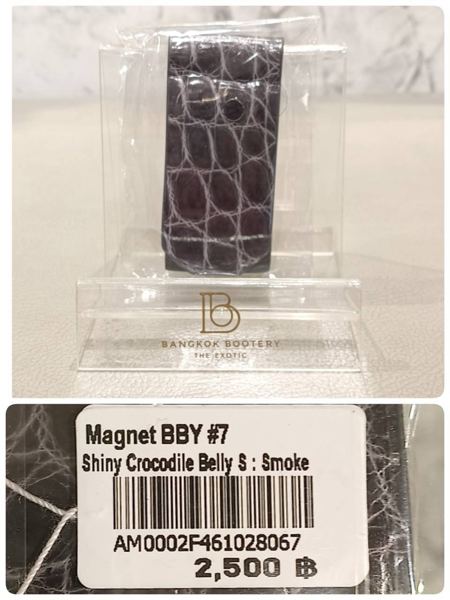 B
BANGKOK BOOTERY
THE EXOTIC
Magnet BBY #7
Shiny Crocodile Belly S : Smoke
AM0002F461028067
2,500 ฿